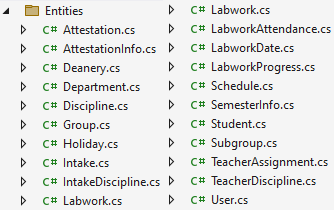 Entities
C# Attestation.cs
C# AttestationInfo.cs
C# Deanery.cs
C# Department.cs
C# Discipline.cs
C# Group.cs
C# Holiday.cs
C# Intake.cs
C# IntakeDiscipline.cs
C# Labwork.cs
C# Labwork.cs
C# LabworkAttendance.cs
C# LabworkDate.cs
C# LabworkProgress.cs
C# Schedule.cs
C# SemesterInfo.cs
C# Student.cs
C# Subgroup.cs
C# TeacherAssignment.cs
C# TeacherDiscipline.cs
C# User.cs